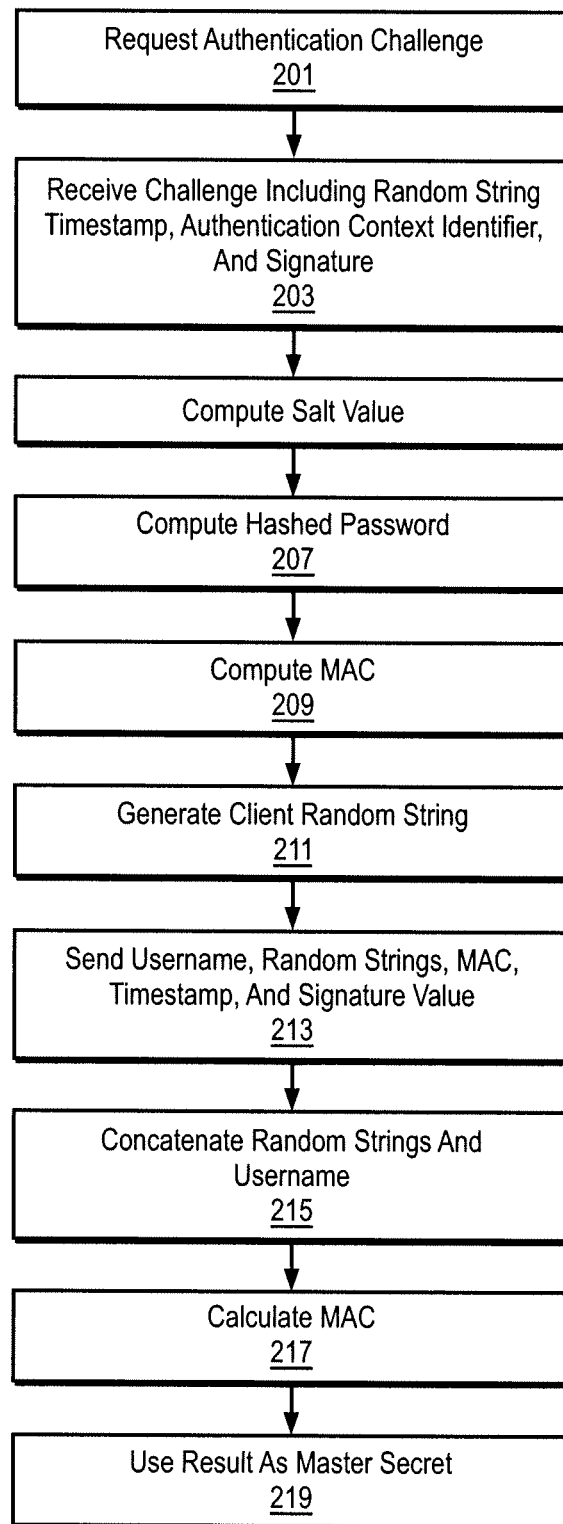 Request Authentication Challenge
201
Receive Challenge Including Random String
Timestamp, Authentication Context Identifier,
And Signature
203
Compute Salt Value
Compute Hashed Password
207
Compute MAC
209
Generate Client Random String
211
Send Username, Random Strings, MAC,
Timestamp, And Signature Value
213
Concatenate Random Strings And
Username
215
Calculate MAC
217
Use Result As Master Secret
219